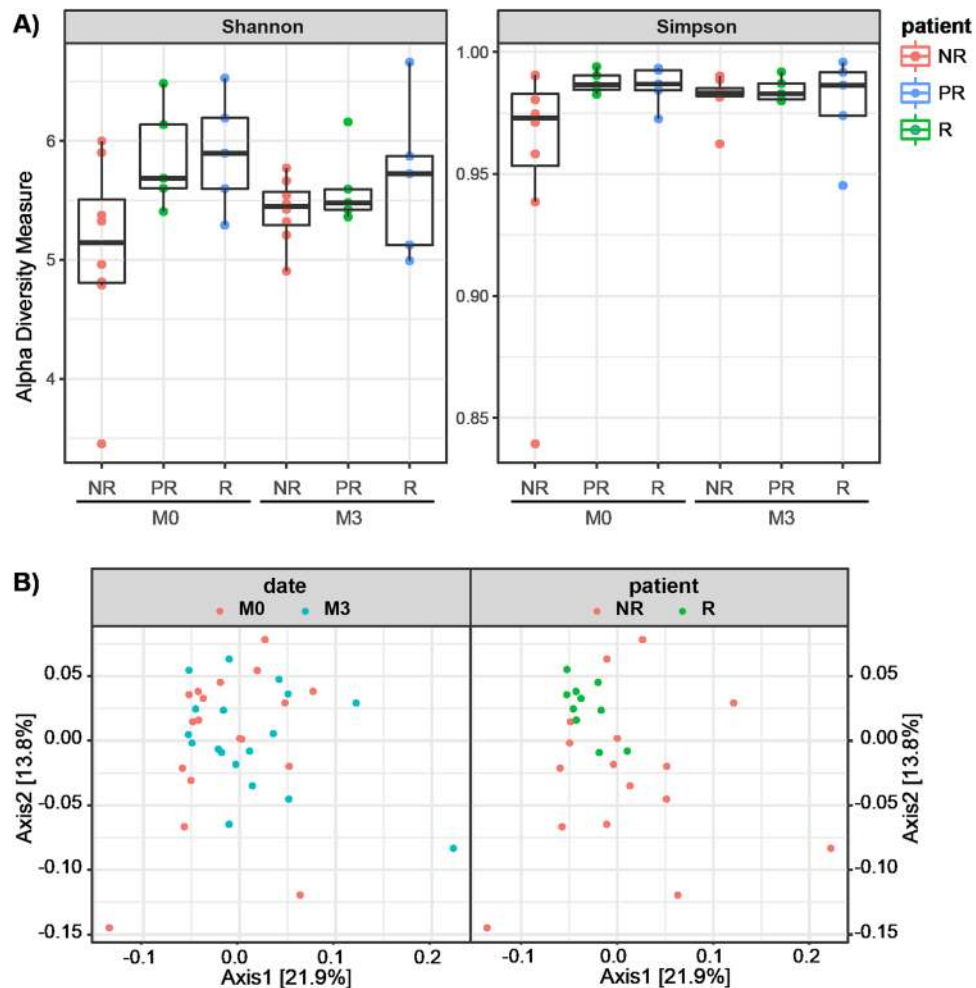 A)
Shannon
Simpson
patient
NR
PR
R
Alpha Diversity Measure
6
5
4
1.00
0.95
0.90
0.85
NR PR R NR PR R
M0 M3
NR PR R NR PR R
M0 M3
B)
date
M0 M3
patient
NR R
Axis2 [13.8%]
0.05
0.00
-0.05
-0.10
-0.15
0.05
0.00
-0.05
-0.10
-0.15
Axis2 [13.8%]
-0.1 0.0 0.1 0.2
Axis1 [21.9%]
-0.1 0.0 0.1 0.2
Axis1 [21.9%]